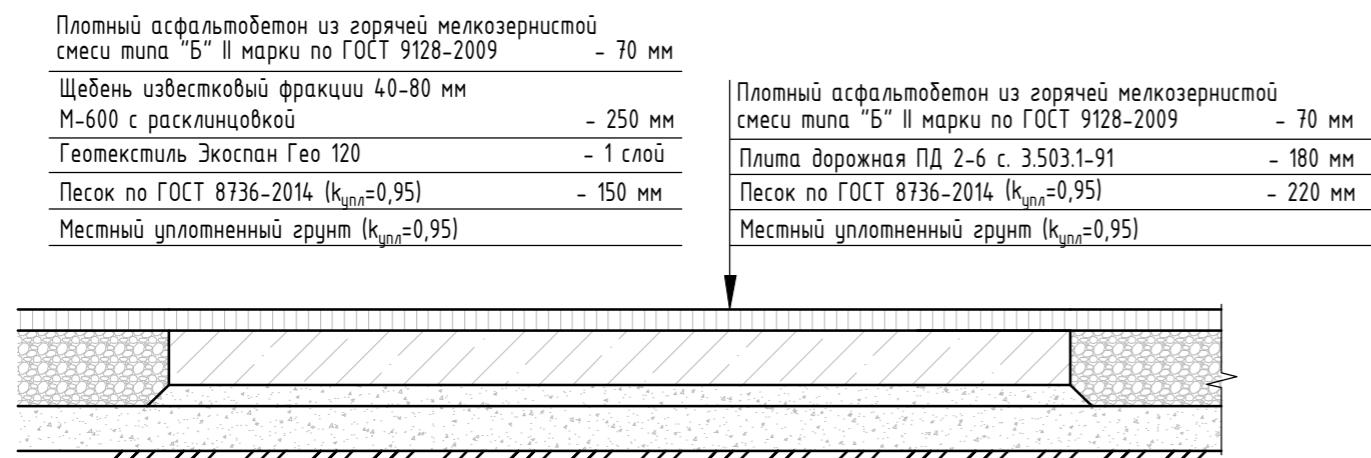 Плотный асфальтобетон из горячей мелкозернистой
смеси типа "Б" II марки по ГОСТ 9128-2009 - 70 мм
Щебень известковый фракции 40-80 мм
М-600 с расклинцовкой - 250 мм
Геотекстиль Экоспан Гео 120 - 1 слой
Песок по ГОСТ 8736-2014 (kупл=0,95) - 150 мм
Местный уплотненный грунт (kупл=0,95)
Плотный асфальтобетон из горячей мелкозернистой
смеси типа "Б" II марки по ГОСТ 9128-2009 - 70 мм
Плита дорожная ПД 2-6 с. 3.503.1-91 - 180 мм
Песок по ГОСТ 8736-2014 (kупл=0,95) - 220 мм
Местный уплотненный грунт (kупл=0,95)